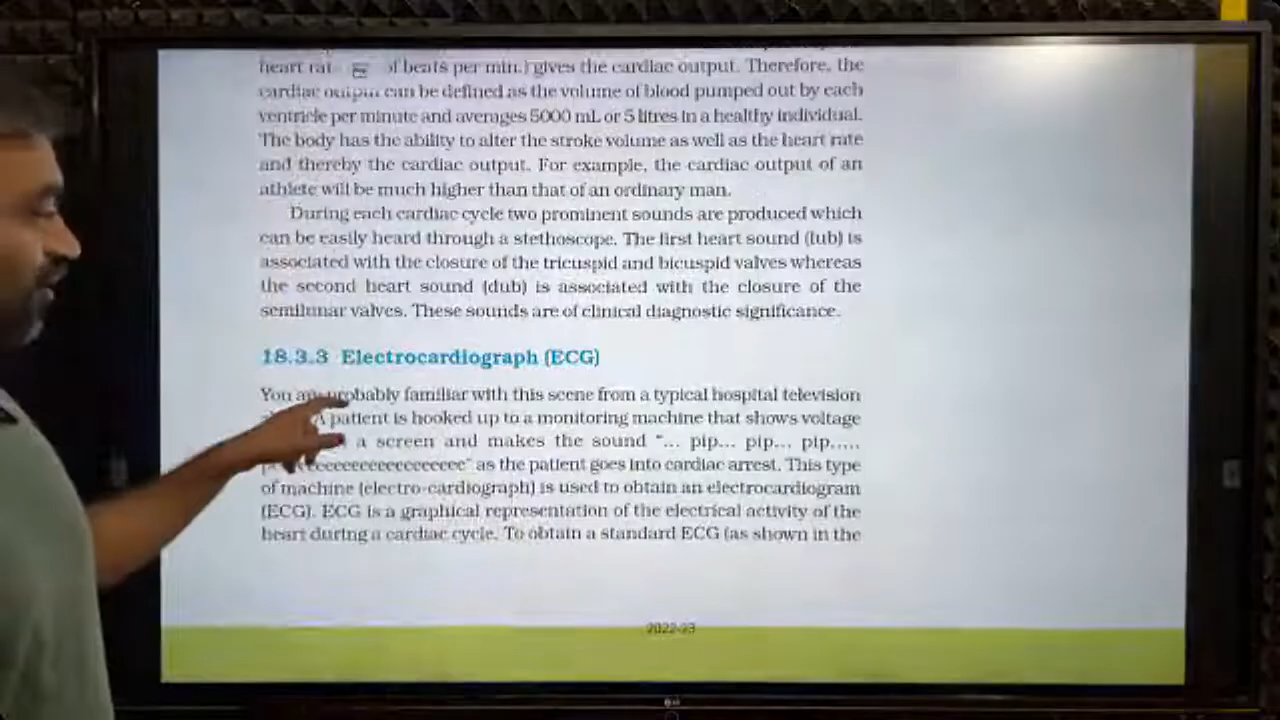 heart rat of beats per min.) gives the cardiac output. Therefore, the
cardiac output can be defined as the volume of blood pumped out by each
ventricle per minute and averages 5000 mL or 5 litres in a healthy individual.
The body has the ability to alter the stroke volume as well as the heart rate
and thereby the cardiac output. For example, the cardiac output of an
athlete will be much higher than that of an ordinary man.
During each cardiac cycle two prominent sounds are produced which
can be easily heard through a stethoscope. The first heart sound (lub) is
associated with the closure of the tricuspid and bicuspid valves whereas
the second heart sound (dub) is associated with the closure of the
semilunar valves. These sounds are of clinical diagnostic significance.
18.3.3 Electrocardiograph (ECG)
You are probably familiar with this scene from a typical hospital television
A patient is hooked up to a monitoring machine that shows voltage
a screen and makes the sound “... pip... pip... pip.....
eeeeeeeeeeeeeeeeeee” as the patient goes into cardiac arrest. This type
of machine (electro-cardiograph) is used to obtain an electrocardiogram
(ECG). ECG is a graphical representation of the electrical activity of the
heart during a cardiac cycle. To obtain a standard ECG (as shown in the
2022-23